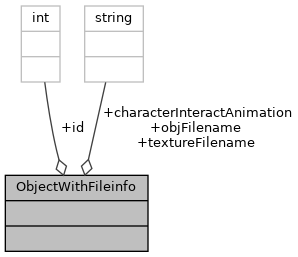 int
string
+id
+characterInteractAnimation
+objFilename
+textureFilename
ObjectWithFileinfo